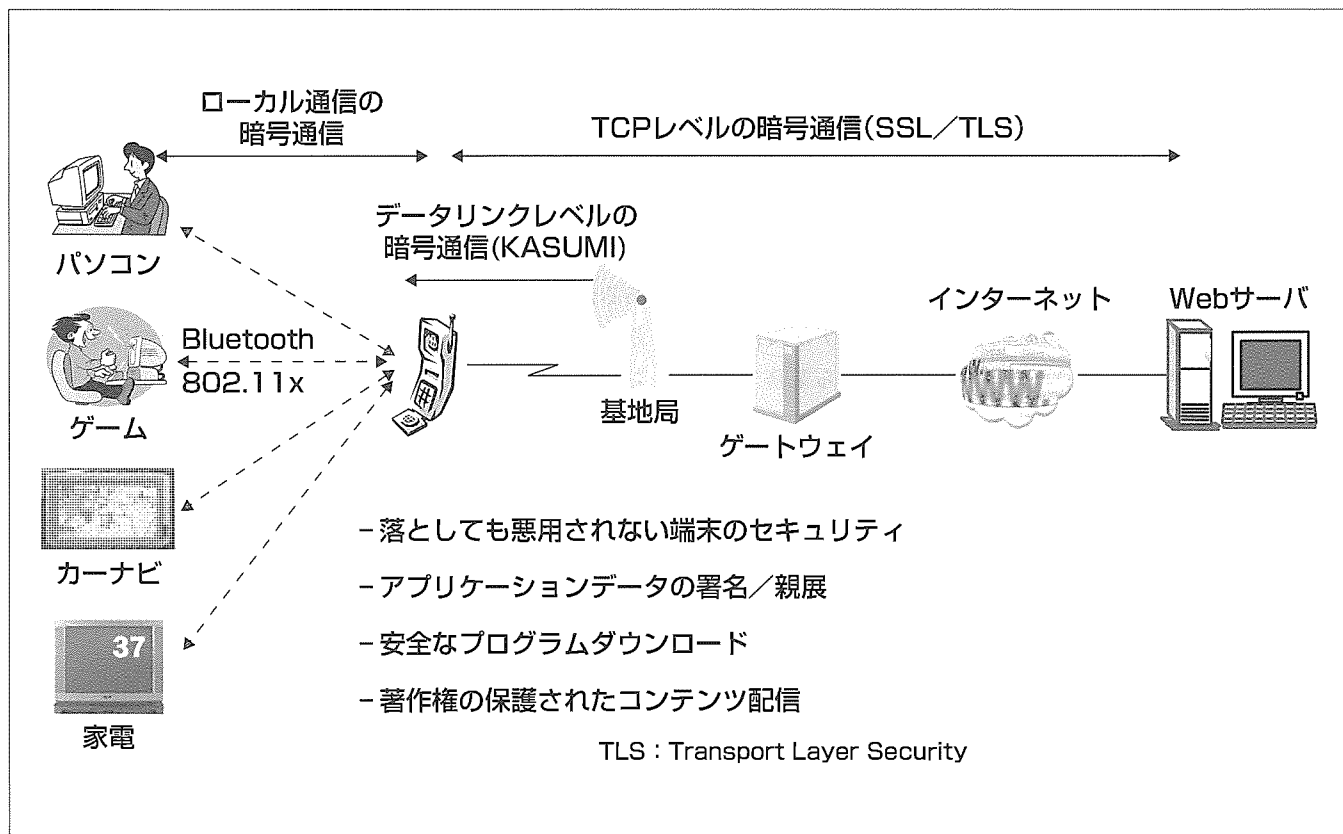 ローカル通信の
暗号通信
TCPレベルの暗号通信(SSL／TLS)
データリンクレベルの
暗号通信(KASUMI)
パソコン
インターネット
Webサーバ
Bluetooth
802.11x
WW.
基地局
ゲーム
ゲートウェイ
カーナビ
37
家電
−落としても悪用されない端末のセキュリティ
−アプリケーションデータの署名／親展
−安全なプログラムダウンロード
−著作権の保護されたコンテンツ配信
TLS：Transport Layer Security